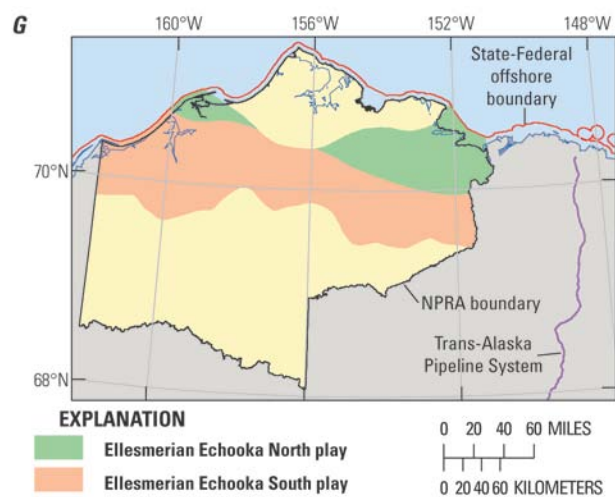 G
160°W
156°W
152°W
148°W
State-Federal
offshore
boundary
70°N
NPRA boundary
Trans-Alaska
Pipeline System
68°N
EXPLANATION
Ellesmerian Echooka North play
Ellesmerian Echooka South play
0 20 40 60 MILES
0 20 40 60 KILOMETERS